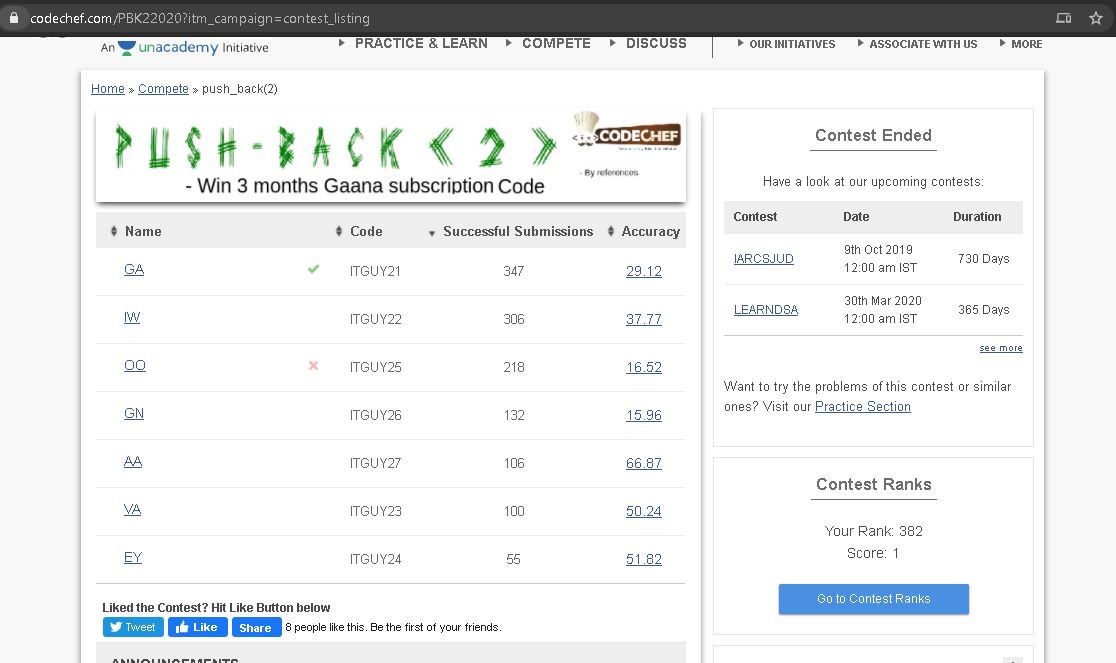 codechef.com/PBK22020?itm_campaign=contest_listing
An unacademy Initiative
PRACTICE & LEARN COMPETE DISCUSS OUR INITIATIVES ASSOCIATE WITH US MORE
Home » Compete » push_back(2)
PUSH-BACK<2>>
CODECHEF
- By references
- Win 3 months Gaana subscription Code
Name Code Successful Submissions Accuracy
GA ITGUY21 347 29.12
IW ITGUY22 306 37.77
OO ITGUY25 218 16.52
GN ITGUY26 132 15.96
AA ITGUY27 106 66.87
VA ITGUY23 100 50.24
EY ITGUY24 55 51.82
Liked the Contest? Hit Like Button below
Tweet Like Share 8 people like this. Be the first of your friends.
ANNOUNCEMENTS
Contest Ended
Have a look at our upcoming contests:
Contest Date Duration
IARCSJUD 9th Oct 2019 12:00 am IST 730 Days
LEARNDSA 30th Mar 2020 12:00 am IST 365 Days
see more
Want to try the problems of this contest or similar
ones? Visit our Practice Section
Contest Ranks
Your Rank: 382
Score: 1
Go to Contest Ranks